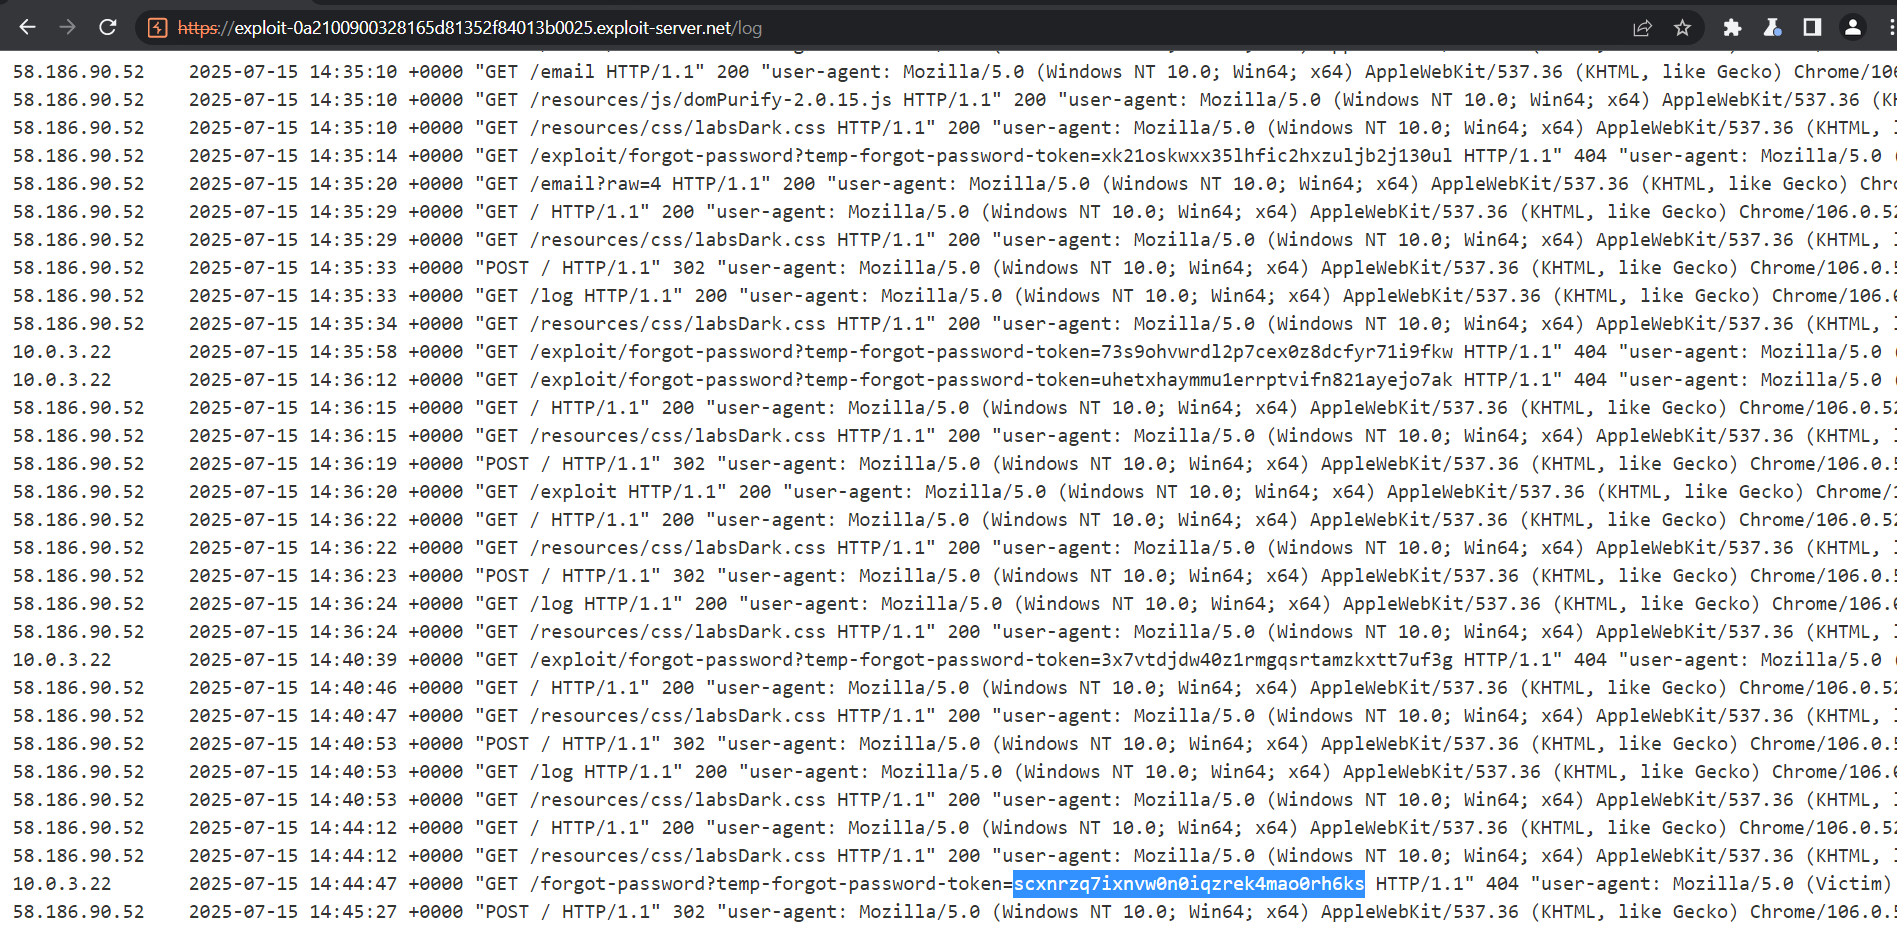 https://exploit-0a2100900328165d81352f84013b0025.exploit-server.net/log
58.186.90.52 2025-07-15 14:35:10 +0000 "GET /email HTTP/1.1" 200 "user-agent: Mozilla/5.0 (Windows NT 10.0; Win64; x64) AppleWebKit/537.36 (KHTML, like Gecko) Chrome/106
58.186.90.52 2025-07-15 14:35:10 +0000 "GET /resources/js/domPurify-2.0.15.js HTTP/1.1" 200 "user-agent: Mozilla/5.0 (Windows NT 10.0; Win64; x64) AppleWebKit/537.36 (KH
58.186.90.52 2025-07-15 14:35:10 +0000 "GET /resources/css/labsDark.css HTTP/1.1" 200 "user-agent: Mozilla/5.0 (Windows NT 10.0; Win64; x64) AppleWebKit/537.36 (KHTML, l
58.186.90.52 2025-07-15 14:35:14 +0000 "GET /exploit/forgot-password?temp-forgot-password-token=xk21oskwxx35lhfic2hxzuljb2j130ul HTTP/1.1" 404 "user-agent: Mozilla/5.0 (
58.186.90.52 2025-07-15 14:35:20 +0000 "GET /email?raw=4 HTTP/1.1" 200 "user-agent: Mozilla/5.0 (Windows NT 10.0; Win64; x64) AppleWebKit/537.36 (KHTML, like Gecko) Chr
58.186.90.52 2025-07-15 14:35:29 +0000 "GET / HTTP/1.1" 200 "user-agent: Mozilla/5.0 (Windows NT 10.0; Win64; x64) AppleWebKit/537.36 (KHTML, like Gecko) Chrome/106.0.52
58.186.90.52 2025-07-15 14:35:29 +0000 "GET /resources/css/labsDark.css HTTP/1.1" 200 "user-agent: Mozilla/5.0 (Windows NT 10.0; Win64; x64) AppleWebKit/537.36 (KHTML, l
58.186.90.52 2025-07-15 14:35:33 +0000 "POST / HTTP/1.1" 302 "user-agent: Mozilla/5.0 (Windows NT 10.0; Win64; x64) AppleWebKit/537.36 (KHTML, like Gecko) Chrome/106.0.5
58.186.90.52 2025-07-15 14:35:33 +0000 "GET /log HTTP/1.1" 200 "user-agent: Mozilla/5.0 (Windows NT 10.0; Win64; x64) AppleWebKit/537.36 (KHTML, like Gecko) Chrome/106.0
58.186.90.52 2025-07-15 14:35:34 +0000 "GET /resources/css/labsDark.css HTTP/1.1" 200 "user-agent: Mozilla/5.0 (Windows NT 10.0; Win64; x64) AppleWebKit/537.36 (KHTML, l
10.0.3.22 2025-07-15 14:35:58 +0000 "GET /exploit/forgot-password?temp-forgot-password-token=73s9ohvwrdl2p7cex0z8dcfyr71i9fkw HTTP/1.1" 404 "user-agent: Mozilla/5.0 (
10.0.3.22 2025-07-15 14:36:12 +0000 "GET /exploit/forgot-password?temp-forgot-password-token=uhetxhaymmu1errptvifn821ayejo7ak HTTP/1.1" 404 "user-agent: Mozilla/5.0 (
58.186.90.52 2025-07-15 14:36:15 +0000 "GET / HTTP/1.1" 200 "user-agent: Mozilla/5.0 (Windows NT 10.0; Win64; x64) AppleWebKit/537.36 (KHTML, like Gecko) Chrome/106.0.52
58.186.90.52 2025-07-15 14:36:15 +0000 "GET /resources/css/labsDark.css HTTP/1.1" 200 "user-agent: Mozilla/5.0 (Windows NT 10.0; Win64; x64) AppleWebKit/537.36 (KHTML, l
58.186.90.52 2025-07-15 14:36:19 +0000 "POST / HTTP/1.1" 302 "user-agent: Mozilla/5.0 (Windows NT 10.0; Win64; x64) AppleWebKit/537.36 (KHTML, like Gecko) Chrome/106.0.5
58.186.90.52 2025-07-15 14:36:20 +0000 "GET /exploit HTTP/1.1" 200 "user-agent: Mozilla/5.0 (Windows NT 10.0; Win64; x64) AppleWebKit/537.36 (KHTML, like Gecko) Chrome/1
58.186.90.52 2025-07-15 14:36:22 +0000 "GET / HTTP/1.1" 200 "user-agent: Mozilla/5.0 (Windows NT 10.0; Win64; x64) AppleWebKit/537.36 (KHTML, like Gecko) Chrome/106.0.52
58.186.90.52 2025-07-15 14:36:22 +0000 "GET /resources/css/labsDark.css HTTP/1.1" 200 "user-agent: Mozilla/5.0 (Windows NT 10.0; Win64; x64) AppleWebKit/537.36 (KHTML, l
58.186.90.52 2025-07-15 14:36:23 +0000 "POST / HTTP/1.1" 302 "user-agent: Mozilla/5.0 (Windows NT 10.0; Win64; x64) AppleWebKit/537.36 (KHTML, like Gecko) Chrome/106.0.5
58.186.90.52 2025-07-15 14:36:24 +0000 "GET /log HTTP/1.1" 200 "user-agent: Mozilla/5.0 (Windows NT 10.0; Win64; x64) AppleWebKit/537.36 (KHTML, like Gecko) Chrome/106.0
58.186.90.52 2025-07-15 14:36:24 +0000 "GET /resources/css/labsDark.css HTTP/1.1" 200 "user-agent: Mozilla/5.0 (Windows NT 10.0; Win64; x64) AppleWebKit/537.36 (KHTML, l
10.0.3.22 2025-07-15 14:40:39 +0000 "GET /exploit/forgot-password?temp-forgot-password-token=3x7vtdjdw40z1rmgqsrtamzkxtt7uf3g HTTP/1.1" 404 "user-agent: Mozilla/5.0 (
58.186.90.52 2025-07-15 14:40:46 +0000 "GET / HTTP/1.1" 200 "user-agent: Mozilla/5.0 (Windows NT 10.0; Win64; x64) AppleWebKit/537.36 (KHTML, like Gecko) Chrome/106.0.52
58.186.90.52 2025-07-15 14:40:47 +0000 "GET /resources/css/labsDark.css HTTP/1.1" 200 "user-agent: Mozilla/5.0 (Windows NT 10.0; Win64; x64) AppleWebKit/537.36 (KHTML, l
58.186.90.52 2025-07-15 14:40:53 +0000 "POST / HTTP/1.1" 302 "user-agent: Mozilla/5.0 (Windows NT 10.0; Win64; x64) AppleWebKit/537.36 (KHTML, like Gecko) Chrome/106.0.5
58.186.90.52 2025-07-15 14:40:53 +0000 "GET /log HTTP/1.1" 200 "user-agent: Mozilla/5.0 (Windows NT 10.0; Win64; x64) AppleWebKit/537.36 (KHTML, like Gecko) Chrome/106.0
58.186.90.52 2025-07-15 14:40:53 +0000 "GET /resources/css/labsDark.css HTTP/1.1" 200 "user-agent: Mozilla/5.0 (Windows NT 10.0; Win64; x64) AppleWebKit/537.36 (KHTML, l
58.186.90.52 2025-07-15 14:44:12 +0000 "GET / HTTP/1.1" 200 "user-agent: Mozilla/5.0 (Windows NT 10.0; Win64; x64) AppleWebKit/537.36 (KHTML, like Gecko) Chrome/106.0.52
58.186.90.52 2025-07-15 14:44:12 +0000 "GET /resources/css/labsDark.css HTTP/1.1" 200 "user-agent: Mozilla/5.0 (Windows NT 10.0; Win64; x64) AppleWebKit/537.36 (KHTML, l
10.0.3.22 2025-07-15 14:44:47 +0000 "GET /forgot-password?temp-forgot-password-token=scxnrzq7ixnvw0n0iqzrek4mao0rh6ks HTTP/1.1" 404 "user-agent: Mozilla/5.0 (Victim)
58.186.90.52 2025-07-15 14:45:27 +0000 "POST / HTTP/1.1" 302 "user-agent: Mozilla/5.0 (Windows NT 10.0; Win64; x64) AppleWebKit/537.36 (KHTML, like Gecko) Chrome/106.0.5